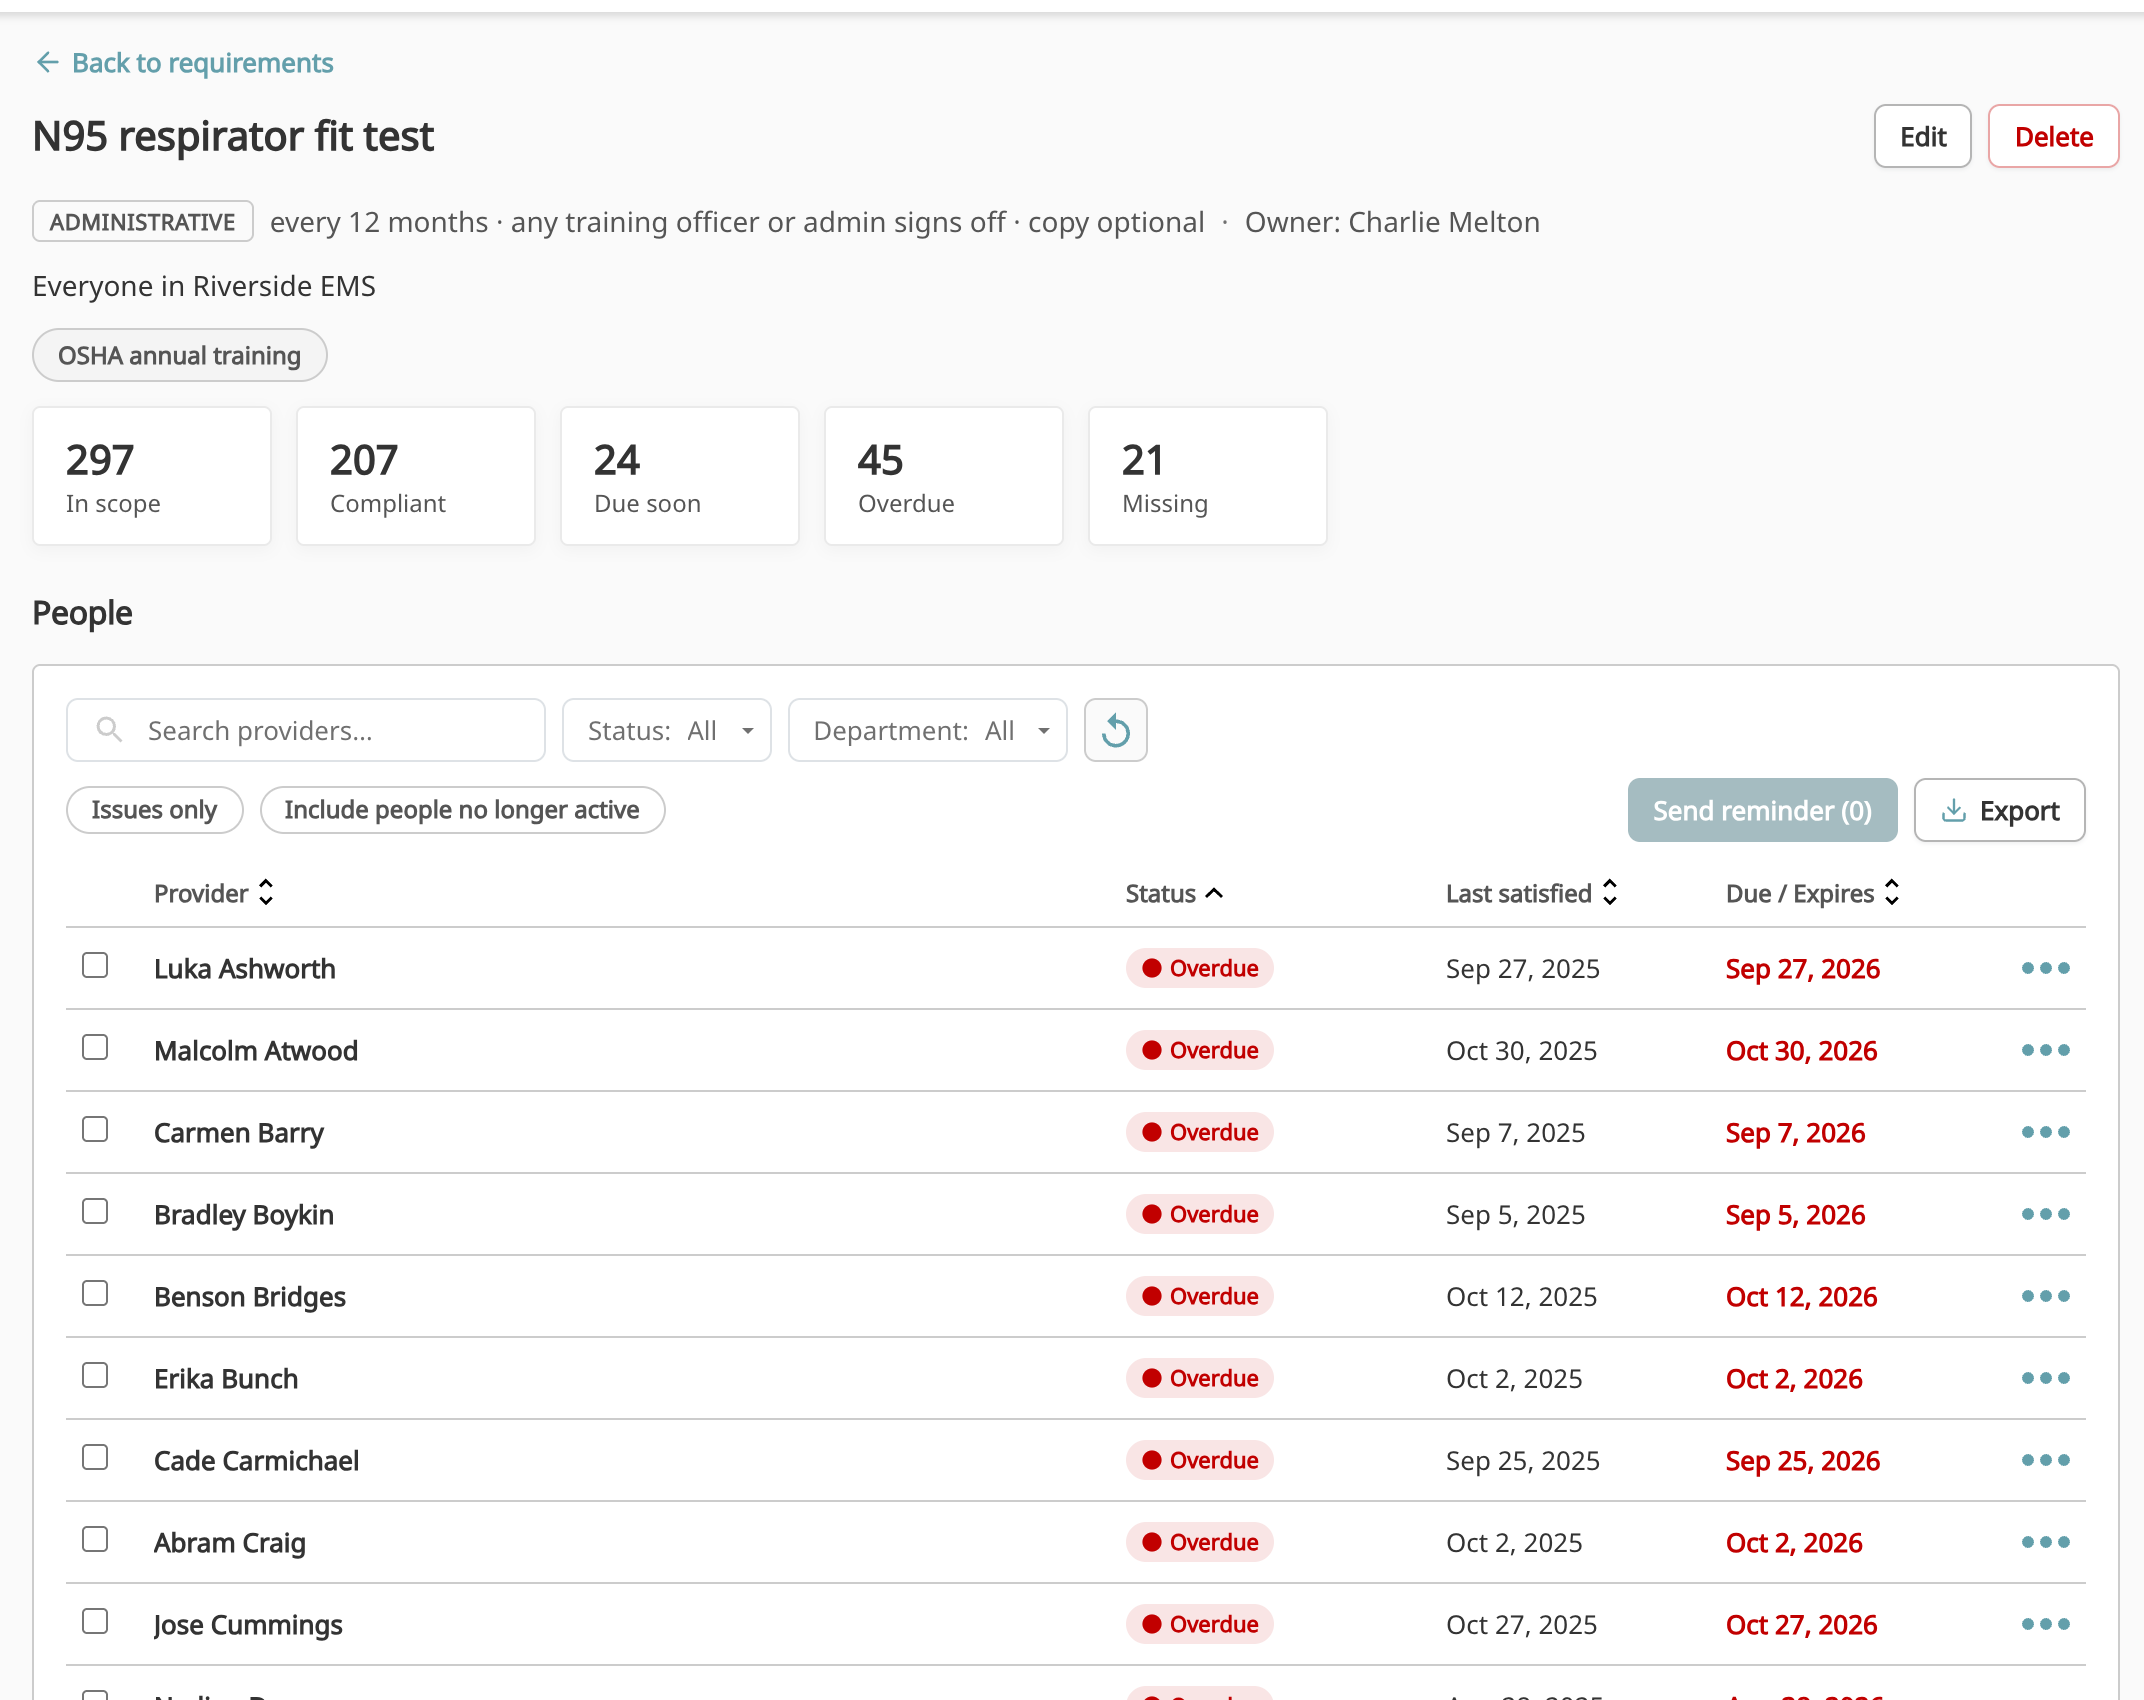 Back to requirements
N95 respirator fit test
Edit
Delete
ADMINISTRATIVE every 12 months · any training officer or admin signs off · copy optional · Owner: Charlie Melton
Everyone in Riverside EMS
OSHA annual training
297
In scope
207
Compliant
24
Due soon
45
Overdue
21
Missing
People
Search providers...
Status: All
Department: All
Issues only
Include people no longer active
Send reminder (0)
Export
Provider Status Last satisfied Due / Expires
Luka Ashworth Overdue Sep 27, 2025 Sep 27, 2026
Malcolm Atwood Overdue Oct 30, 2025 Oct 30, 2026
Carmen Barry Overdue Sep 7, 2025 Sep 7, 2026
Bradley Boykin Overdue Sep 5, 2025 Sep 5, 2026
Benson Bridges Overdue Oct 12, 2025 Oct 12, 2026
Erika Bunch Overdue Oct 2, 2025 Oct 2, 2026
Cade Carmichael Overdue Sep 25, 2025 Sep 25, 2026
Abram Craig Overdue Oct 2, 2025 Oct 2, 2026
Jose Cummings Overdue Oct 27, 2025 Oct 27, 2026